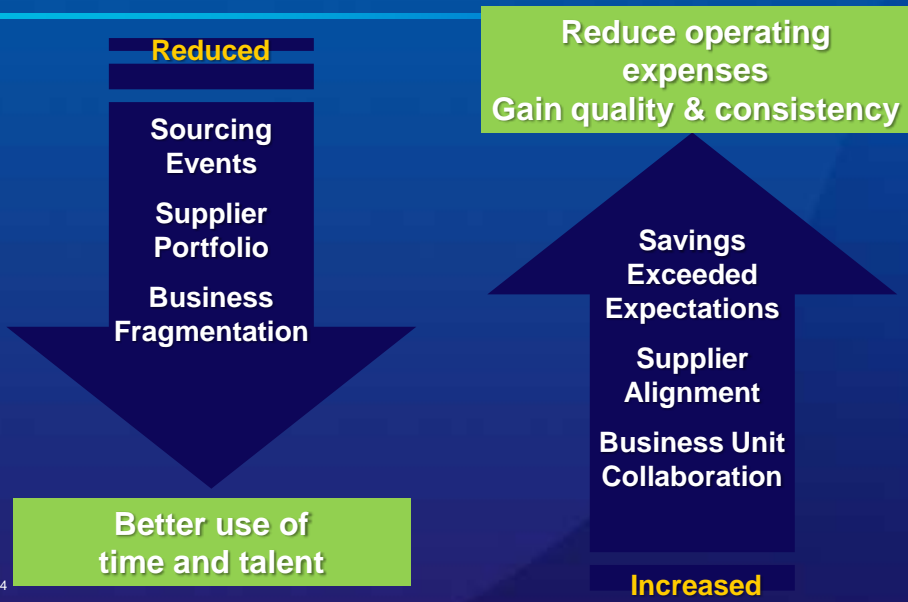 Reduced
Sourcing
Events
Supplier
Portfolio
Business
Fragmentation
Better use of
time and talent
Reduce operating
expenses
Gain quality & consistency
Savings
Exceeded
Expectations
Supplier
Alignment
Business Unit
Collaboration
Increased
4